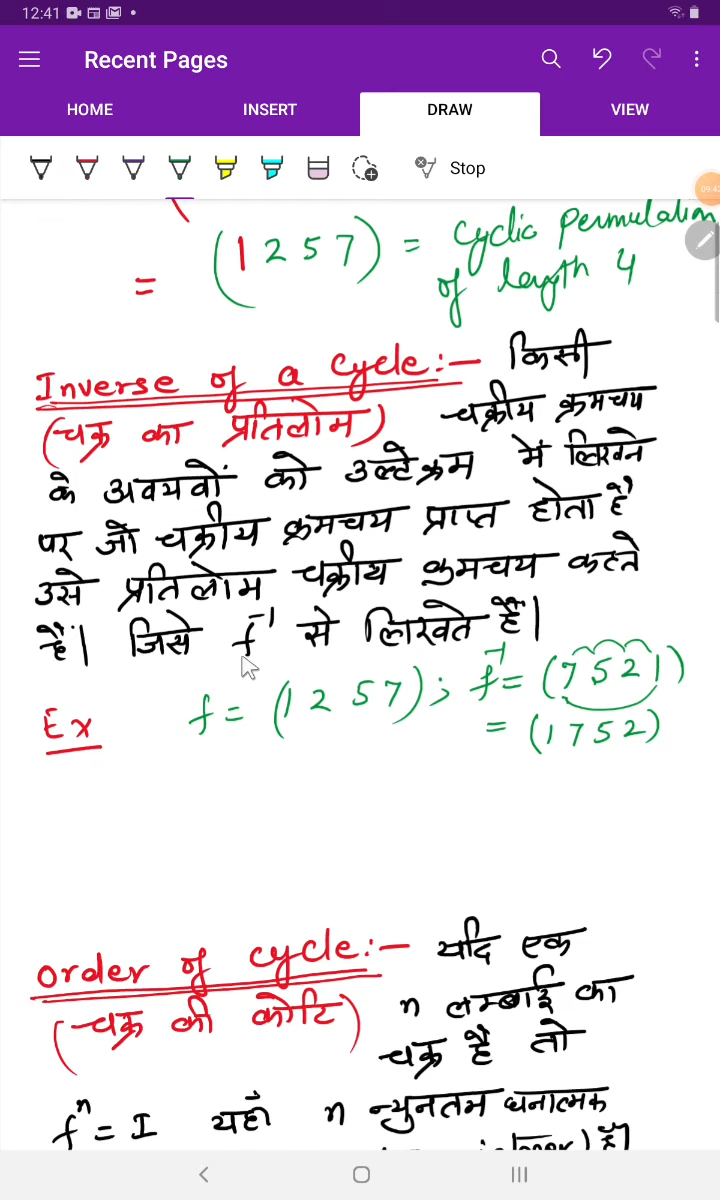 12:41
Recent Pages
HOME INSERT DRAW VIEW
Stop
09:42
(1 2 5 7) = Cyclic Permutation
= of length 4
Inverse of a Cycle:- किसी
(चक्र का प्रतिलोम) चक्रीय क्रमचय
के अवयवों को उल्टेक्रम में लिखने
पर जो चक्रीय क्रमचय प्राप्त होता है
उसे प्रतिलोम चक्रीय क्रमचय कहते
हैं। जिसे f⁻¹ से लिखते हैं।
Ex f = (1 2 5 7); f⁻¹ = (7 5 2 1)
= (1 7 5 2)
Order of cycle:- यदि एक
(चक्र की कोटि) n लम्बाई का
चक्र है तो
fⁿ = I यहाँ n न्युनतम धनात्मक
है।